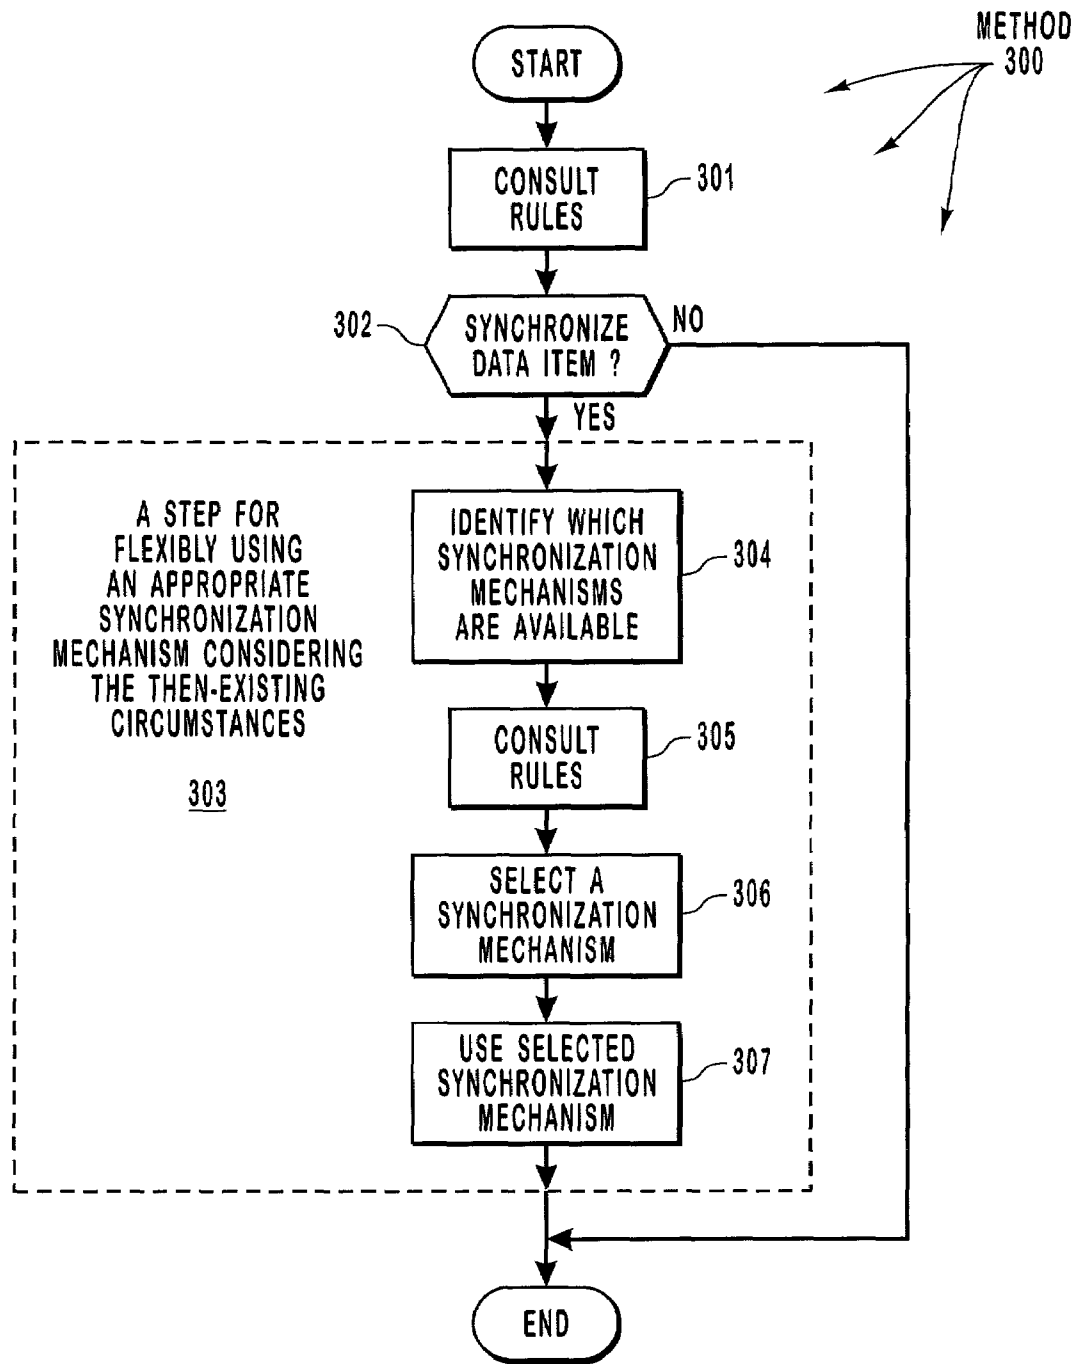 METHOD
300
START
CONSULT
RULES
301
302
SYNCHRONIZE
DATA ITEM ?
NO
YES
A STEP FOR
FLEXIBLY USING
AN APPROPRIATE
SYNCHRONIZATION
MECHANISM CONSIDERING
THE THEN-EXISTING
CIRCUMSTANCES
303
IDENTIFY WHICH
SYNCHRONIZATION
MECHANISMS
ARE AVAILABLE
304
CONSULT
RULES
305
SELECT A
SYNCHRONIZATION
MECHANISM
306
USE SELECTED
SYNCHRONIZATION
MECHANISM
307
END